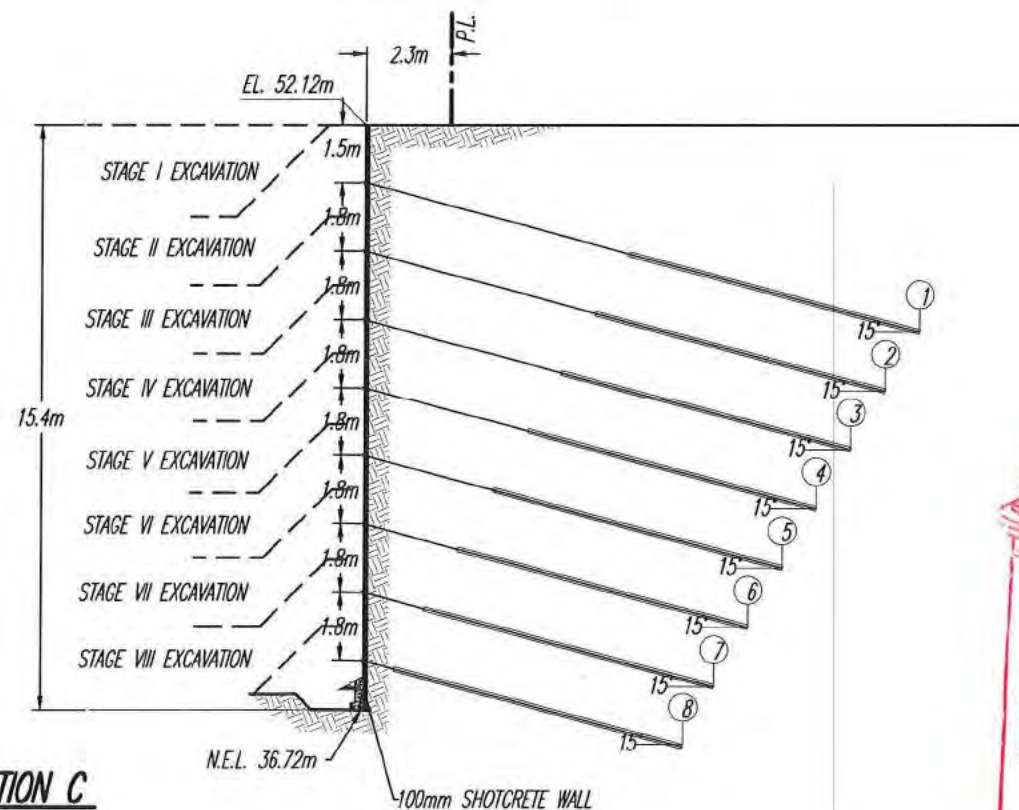 P.L.
2.3m
EL. 52.12m
1.5m
STAGE I EXCAVATION
1.8m
STAGE II EXCAVATION
1.8m
1
15°
STAGE III EXCAVATION
1.8m
2
15°
STAGE IV EXCAVATION
1.8m
3
15°
15.4m
1.8m
4
15°
STAGE V EXCAVATION
1.8m
5
15°
STAGE VI EXCAVATION
1.8m
6
15°
STAGE VII EXCAVATION
1.8m
7
15°
STAGE VIII EXCAVATION
8
15°
N.E.L. 36.72m
TION C
100mm SHOTCRETE WALL